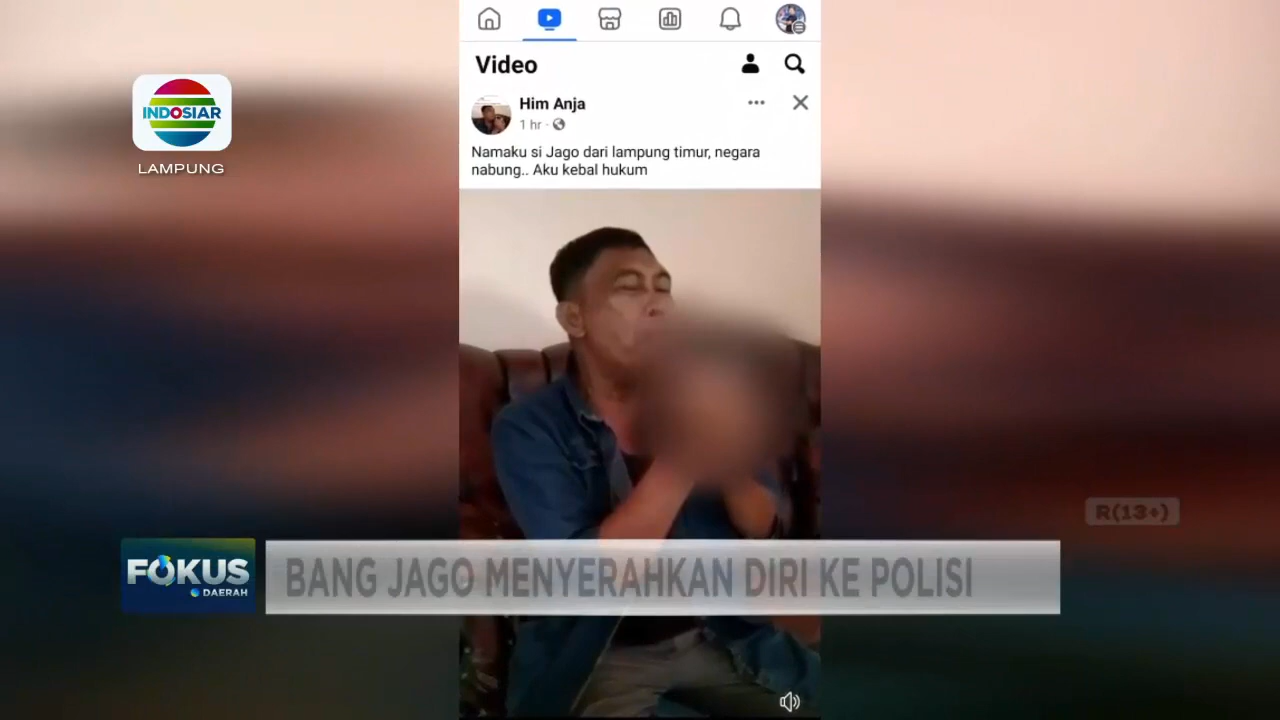 Video
Him Anja
1 hr ·
Namaku si Jago dari lampung timur, negara
nabung.. Aku kebal hukum
INDOSIAR
LAMPUNG
R(13+)
FOKUS
DAERAH
BANG JAGO MENYERAHKAN DIRI KE POLISI